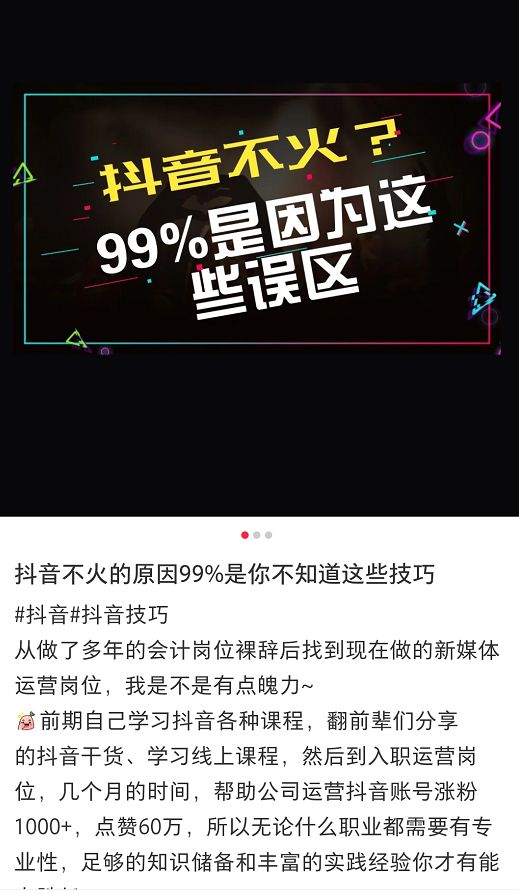 抖音不火？
99%是因为这
些误区
抖音不火的原因99%是你不知道这些技巧
#抖音#抖音技巧
从做了多年的会计岗位裸辞后找到现在做的新媒体
运营岗位，我是不是有点魄力~
前期自己学习抖音各种课程，翻前辈们分享
的抖音干货、学习线上课程，然后到入职运营岗
位，几个月的时间，帮助公司运营抖音账号涨粉
1000+，点赞60万，所以无论什么职业都需要有专
业性，足够的知识储备和丰富的实践经验你才有能